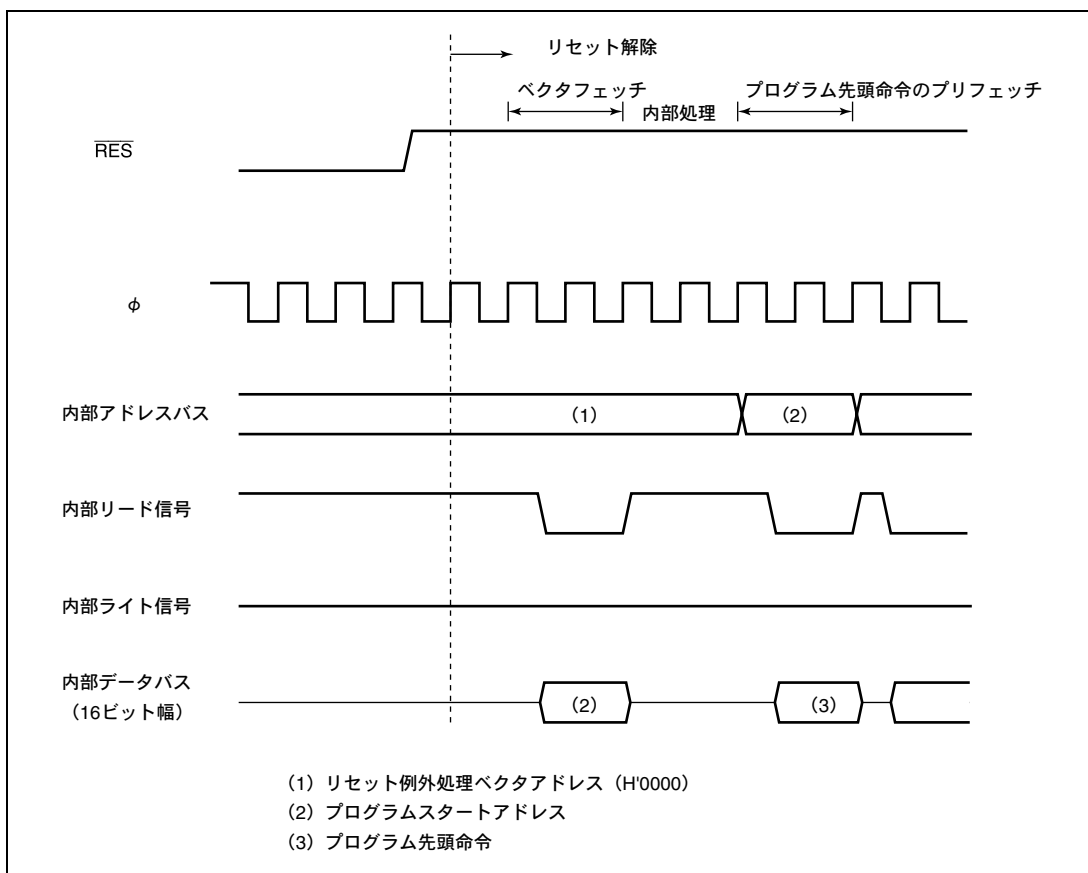 リセット解除
ベクタフェッチ
内部処理
プログラム先頭命令のプリフェッチ
RES
φ
内部アドレスバス
(1)
(2)
内部リード信号
内部ライト信号
内部データバス
(16ビット幅)
(2)
(3)
(1) リセット例外処理ベクタアドレス(H'0000)
(2) プログラムスタートアドレス
(3) プログラム先頭命令